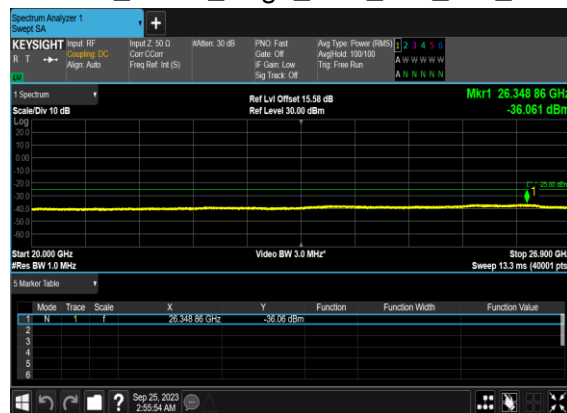 Spectrum Analyzer 1
Swept SA
KEYSIGHT Input: RF Input Z: 50 Ω #Atten: 30 dB PNO: Fast Avg Type: Power (RMS) 1 2 3 4 5 6
R T Coupling: DC Corr CCorr Gate: Off Avg|Hold: 100/100 A W W W W W
Align: Auto Freq Ref: Int (S) IF Gain: Low Trig: Free Run
Sig Track: Off A N N N N N
1 Spectrum Ref Lvl Offset 15.58 dB Mkr1 26.348 86 GHz
Scale/Div 10 dB Ref Level 30.00 dBm -36.061 dBm
Log
20.0
10.0
0.00
-10.0
-20.0
-25.00 dBm
1
-30.0
-40.0
-50.0
-60.0
Start 20.000 GHz Video BW 3.0 MHz* Stop 26.900 GHz
#Res BW 1.0 MHz Sweep 13.3 ms (40001 pts)
5 Marker Table
Mode Trace Scale X Y Function Function Width Function Value
1 N 1 f 26.348 86 GHz -36.06 dBm
2
3
4
5
6
? Sep 25, 2023
2:55:54 AM